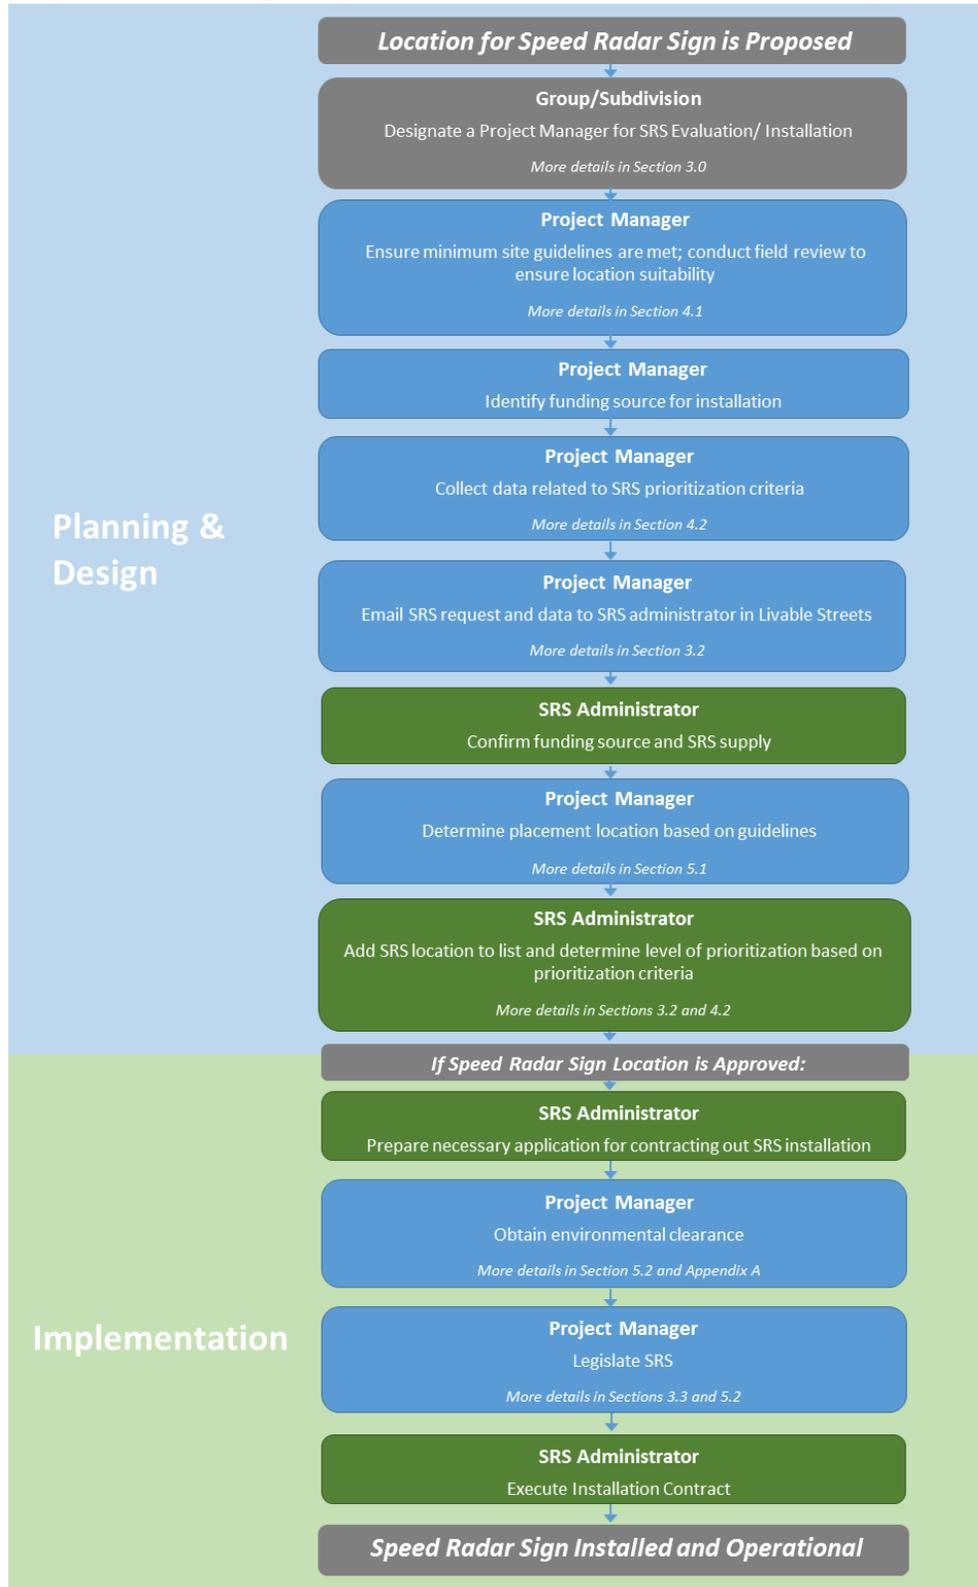 Location for Speed Radar Sign is Proposed
Group/Subdivision
Designate a Project Manager for SRS Evaluation/ Installation
More details in Section 3.0
Project Manager
Ensure minimum site guidelines are met; conduct field review to
ensure location suitability
More details in Section 4.1
Project Manager
Identify funding source for installation
Project Manager
Collect data related to SRS prioritization criteria
More details in Section 4.2
Planning &
Design
Project Manager
Email SRS request and data to SRS administrator in Livable Streets
More details in Section 3.2
SRS Administrator
Confirm funding source and SRS supply
Project Manager
Determine placement location based on guidelines
More details in Section 5.1
SRS Administrator
Add SRS location to list and determine level of prioritization based on
prioritization criteria
More details in Sections 3.2 and 4.2
If Speed Radar Sign Location is Approved:
SRS Administrator
Prepare necessary application for contracting out SRS installation
Project Manager
Obtain environmental clearance
More details in Section 5.2 and Appendix A
Implementation
Project Manager
Legislate SRS
More details in Sections 3.3 and 5.2
SRS Administrator
Execute Installation Contract
Speed Radar Sign Installed and Operational